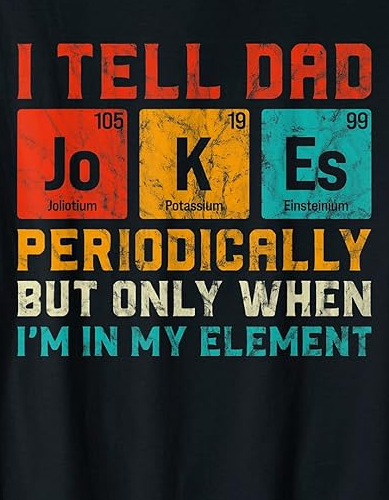 I TELL DAD
105 19 99
Jo K Es
Joliotium Potassium Einsteinium
PERIODICALLY
BUT ONLY WHEN
I'M IN MY ELEMENT